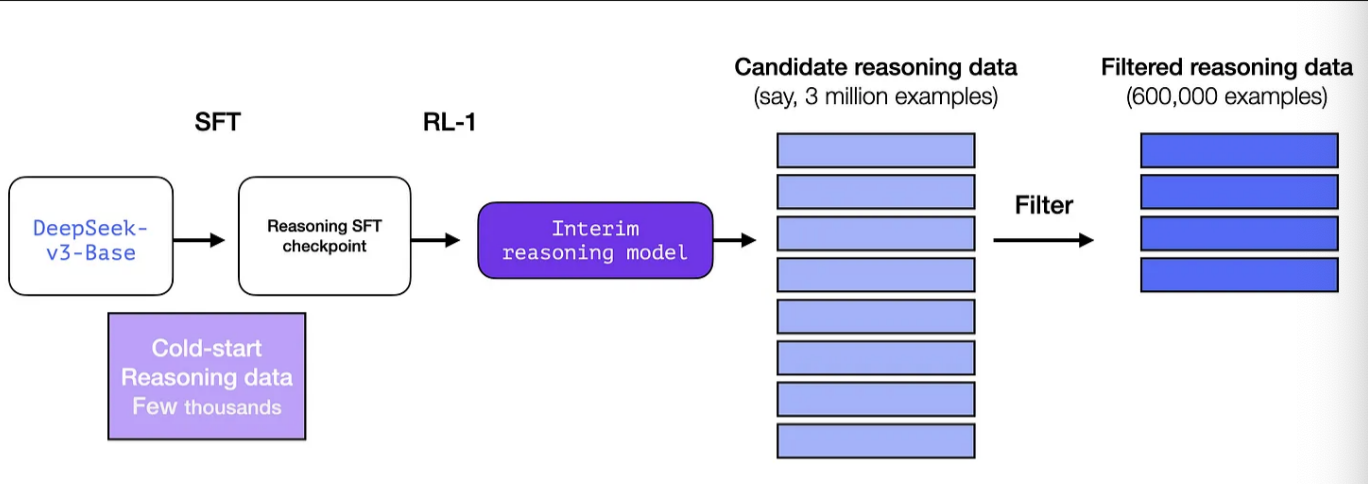 Candidate reasoning data
(say, 3 million examples)
Filtered reasoning data
(600,000 examples)
SFT
RL-1
DeepSeek-
v3-Base
Reasoning SFT
checkpoint
Interim
reasoning model
Filter
Cold-start
Reasoning data
Few thousands